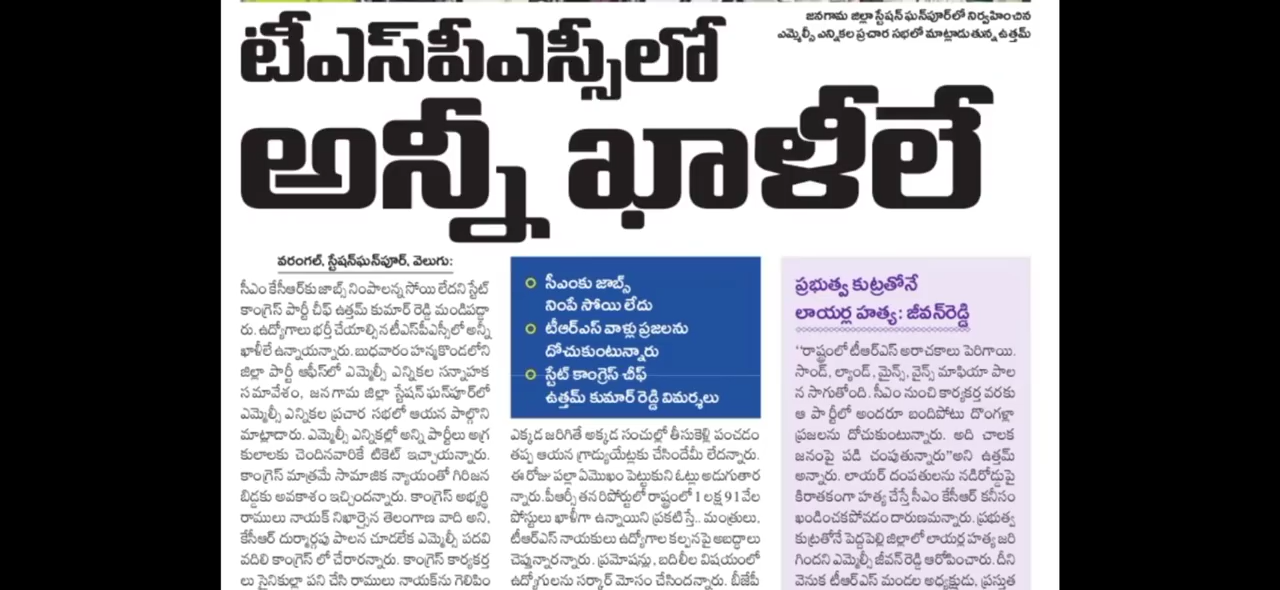 జనగామ జిల్లా స్టేషన్ ఘన్‌పూర్‌లో నిర్వహించిన
ఎమ్మెల్సీ ఎన్నికల ప్రచార సభలో మాట్లాడుతున్న ఉత్తమ్
టీఎస్‌పీఎస్సీలో
అన్నీ ఖాళీలే
వరంగల్, స్టేషన్‌ఘన్‌పూర్, వెలుగు:
సీఎం కేసీఆర్‌కు జాబ్స్ నింపాలన్న సోయి లేదని స్టేట్
కాంగ్రెస్ పార్టీ చీఫ్ ఉత్తమ్ కుమార్ రెడ్డి మండిపడ్డా
రు. ఉద్యోగాలు భర్తీ చేయాల్సిన టీఎస్‌పీఎస్సీలో అన్నీ
ఖాళీలే ఉన్నాయన్నారు. బుధవారం హన్మకొండలోని
జిల్లా పార్టీ ఆఫీస్‌లో ఎమ్మెల్సీ ఎన్నికల సన్నాహక
సమావేశం, జనగామ జిల్లా స్టేషన్ ఘన్‌పూర్‌లో
ఎమ్మెల్సీ ఎన్నికల ప్రచార సభలో ఆయన పాల్గొని
మాట్లాడారు. ఎమ్మెల్సీ ఎన్నికల్లో అన్ని పార్టీలు అగ్ర
కులాలకు చెందినవారికే టికెట్ ఇచ్చాయన్నారు.
కాంగ్రెస్ మాత్రమే సామాజిక న్యాయంతో గిరిజన
బిడ్డకు అవకాశం ఇచ్చిందన్నారు. కాంగ్రెస్ అభ్యర్థి
రాములు నాయక్ నిఖార్సైన తెలంగాణ వాది అని,
కేసీఆర్ దుర్మార్గపు పాలన చూడలేక ఎమ్మెల్సీ పదవి
వదిలి కాంగ్రెస్ లో చేరారన్నారు. కాంగ్రెస్ కార్యకర్త
లు సైనికుల్లా పని చేసి రాములు నాయక్‌ను గెలిపిం
సీఎంకు జాబ్స్
నింపే సోయి లేదు
టీఆర్ఎస్ వాళ్లు ప్రజలను
దోచుకుంటున్నారు
స్టేట్ కాంగ్రెస్ చీఫ్
ఉత్తమ్ కుమార్ రెడ్డి విమర్శలు
ఎక్కడ జరిగితే అక్కడ సంచుల్లో తీసుకెళ్లి పంచడం
తప్ప ఆయన గ్రాడ్యుయేట్లకు చేసిందేమీ లేదన్నారు.
ఈ రోజు పల్లా ఏముఖం పెట్టుకుని ఓట్లు అడుగుతార
న్నారు. పీఆర్సీ తన రిపోర్టులో రాష్ట్రంలో 1 లక్ష 91 వేల
పోస్టులు ఖాళీగా ఉన్నాయిని ప్రకటిస్తే.. మంత్రులు,
టీఆర్ఎస్ నాయకులు ఉద్యోగాల కల్పనపై అబద్ధాలు
చెప్తున్నారన్నారు. ప్రమోషన్లు, బదిలీల విషయంలో
ఉద్యోగులను సర్కార్ మోసం చేసిందన్నారు. బీజేపీ
ప్రభుత్వ కుట్రతోనే
లాయర్ల హత్య: జీవన్‌రెడ్డి
“రాష్ట్రంలో టీఆర్ఎస్ అరాచకాలు పెరిగాయి.
సాండ్, ల్యాండ్, మైన్స్, వైన్స్ మాఫియా పాల
న సాగుతోంది. సీఎం నుంచి కార్యకర్త వరకు
ఆ పార్టీలో అందరూ బందిపోటు దొంగల్లా
ప్రజలను దోచుకుంటున్నారు. అది చాలక
జనంపై పడి చంపుతున్నారు”అని ఉత్తమ్
అన్నారు. లాయర్ దంపతులను నడిరోడ్డుపై
కిరాతకంగా హత్య చేస్తే సీఎం కేసీఆర్ కనీసం
ఖండించకపోవడం దారుణమన్నారు. ప్రభుత్వ
కుట్రతోనే పెద్దపెల్లి జిల్లాలో లాయర్ల హత్య జరి
గిందని ఎమ్మెల్సీ జీవన్ రెడ్డి ఆరోపించారు. దీని
వెనుక టీఆర్ఎస్ మండల అధ్యక్షుడు, ప్రస్తుత